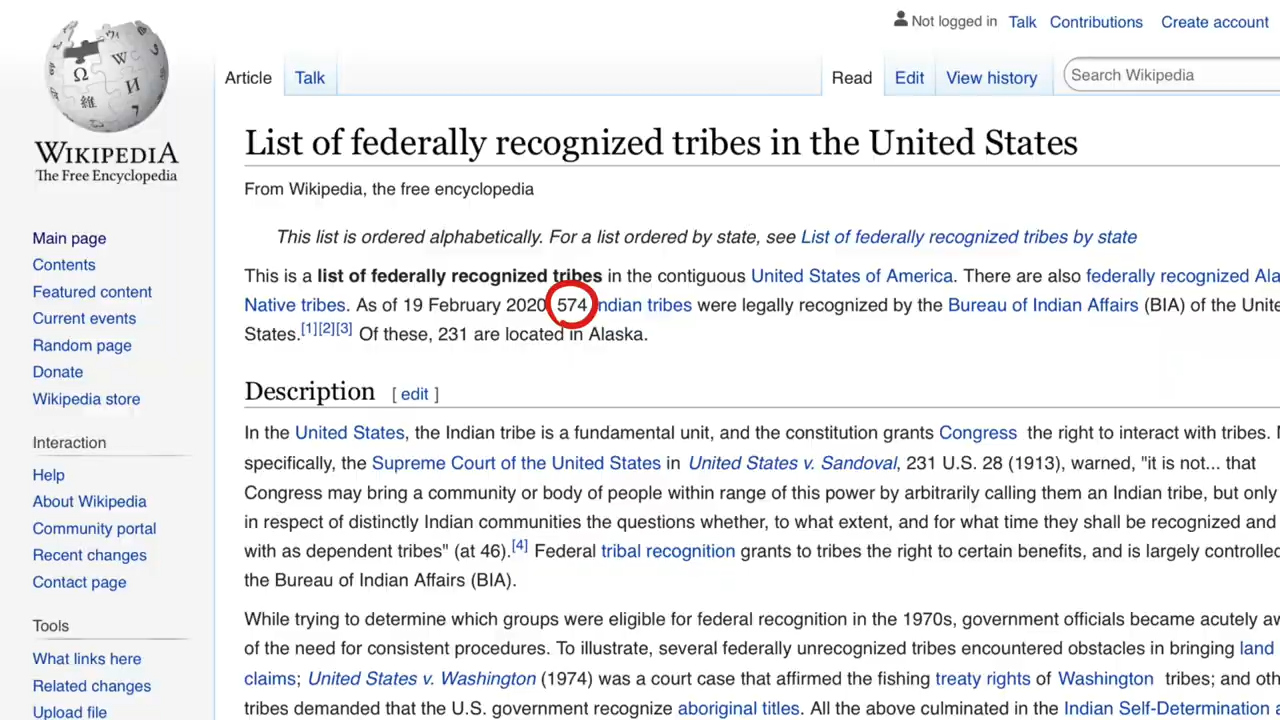 Not logged in Talk Contributions Create account
Article Talk Read Edit View history Search Wikipedia
WIKIPEDIA
The Free Encyclopedia
List of federally recognized tribes in the United States
From Wikipedia, the free encyclopedia
This list is ordered alphabetically. For a list ordered by state, see List of federally recognized tribes by state
This is a list of federally recognized tribes in the contiguous United States of America. There are also federally recognized Ala
Native tribes. As of 19 February 2020 574 Indian tribes were legally recognized by the Bureau of Indian Affairs (BIA) of the Unite
States.[1][2][3] Of these, 231 are located in Alaska.
Description [ edit ]
In the United States, the Indian tribe is a fundamental unit, and the constitution grants Congress the right to interact with tribes. M
specifically, the Supreme Court of the United States in United States v. Sandoval, 231 U.S. 28 (1913), warned, "it is not... that
Congress may bring a community or body of people within range of this power by arbitrarily calling them an Indian tribe, but only
in respect of distinctly Indian communities the questions whether, to what extent, and for what time they shall be recognized and
with as dependent tribes" (at 46).[4] Federal tribal recognition grants to tribes the right to certain benefits, and is largely controlled
the Bureau of Indian Affairs (BIA).
While trying to determine which groups were eligible for federal recognition in the 1970s, government officials became acutely aw
of the need for consistent procedures. To illustrate, several federally unrecognized tribes encountered obstacles in bringing land
claims; United States v. Washington (1974) was a court case that affirmed the fishing treaty rights of Washington tribes; and oth
tribes demanded that the U.S. government recognize aboriginal titles. All the above culminated in the Indian Self-Determination a
Main page
Contents
Featured content
Current events
Random page
Donate
Wikipedia store
Interaction
Help
About Wikipedia
Community portal
Recent changes
Contact page
Tools
What links here
Related changes
Upload file